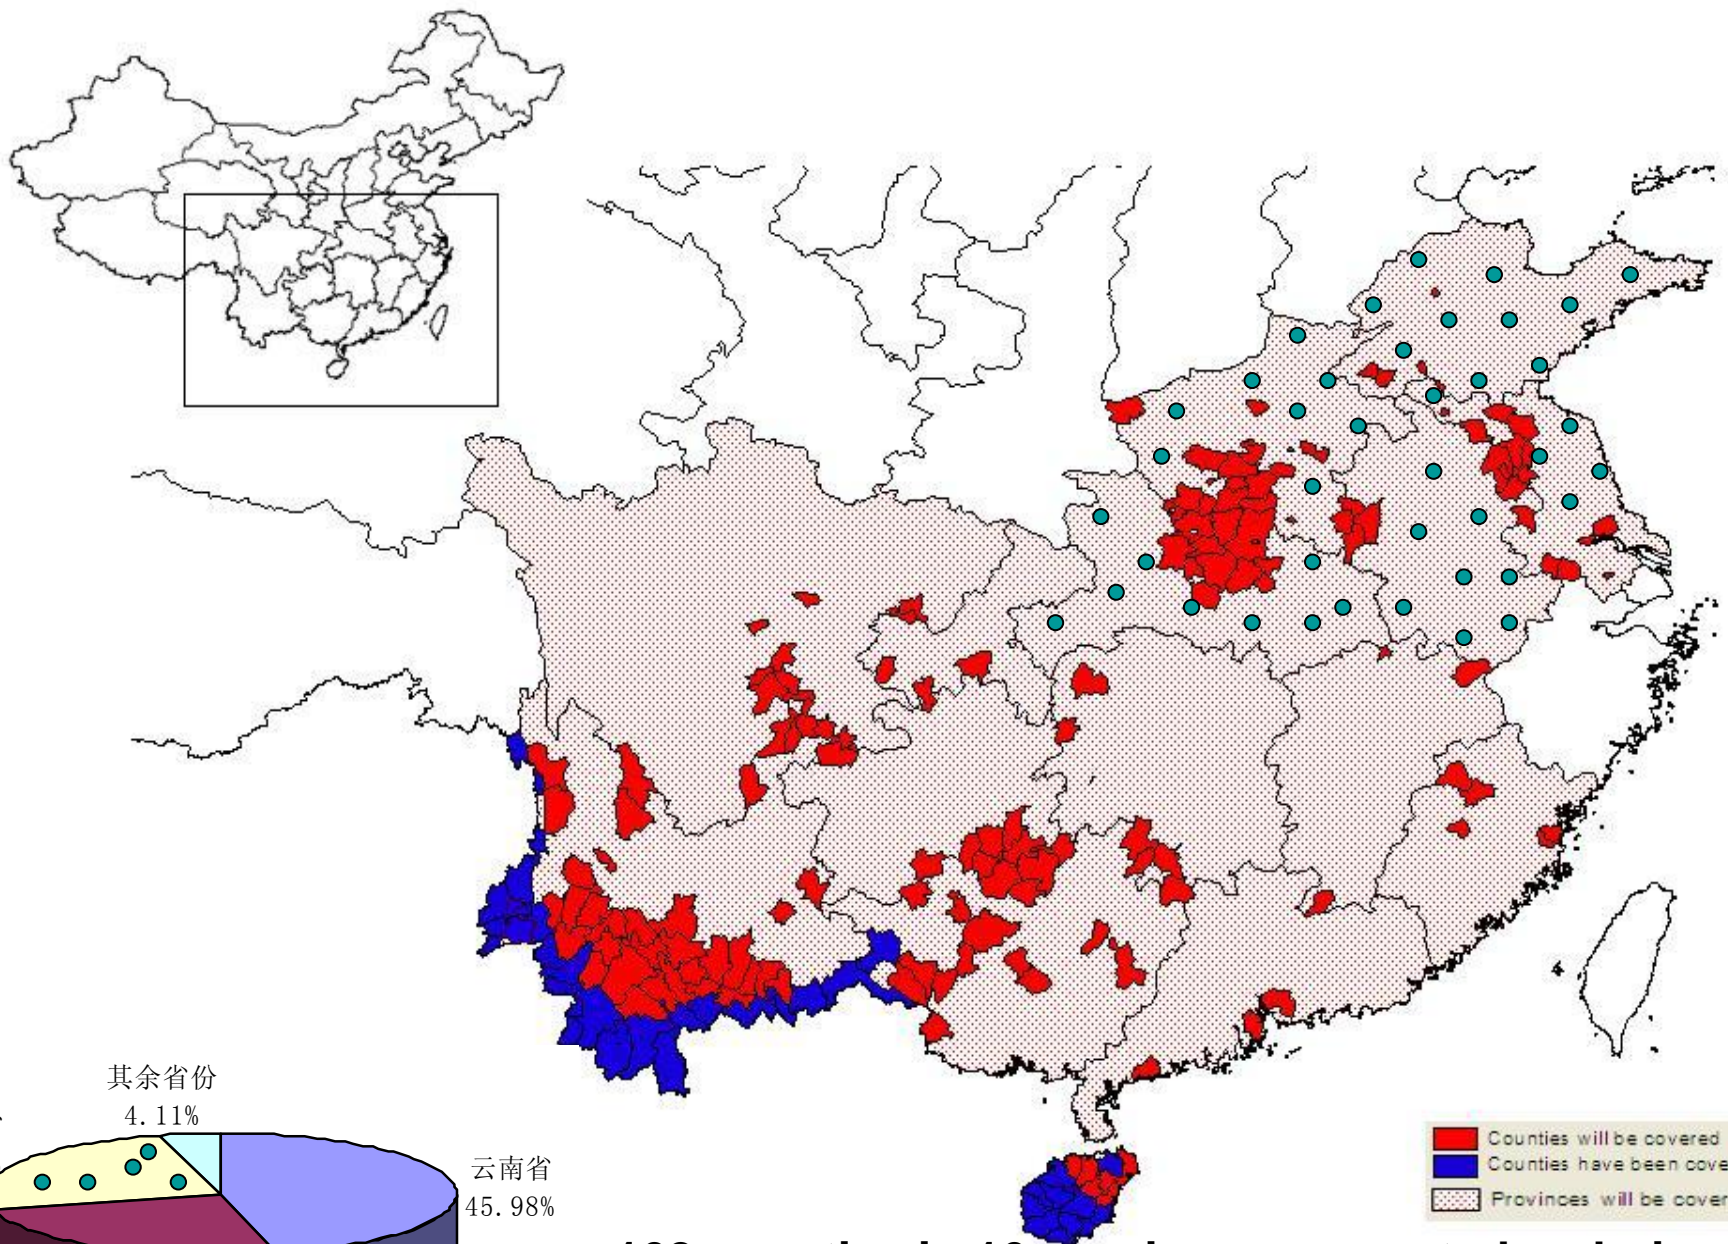 其余省份
4.11%
云南省
45.98%
Counties will be covered
Counties have been cove
Provinces will be cover